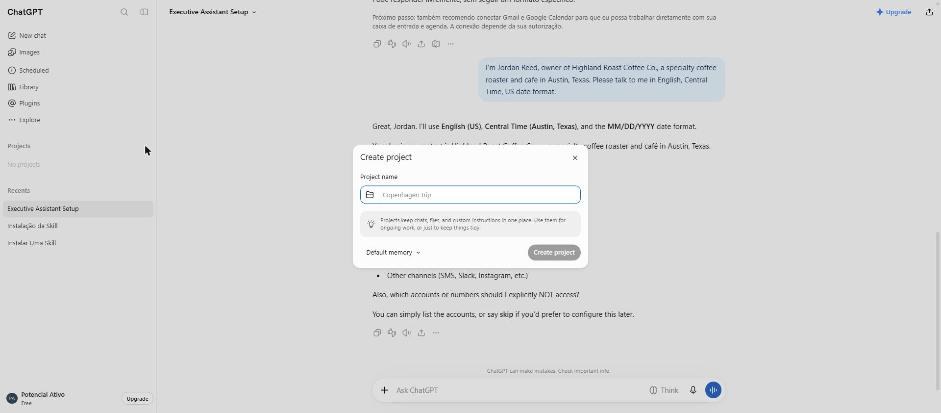 ChatGPT
Executive Assistant Setup
Upgrade
New chat
Images
Scheduled
Library
Plugins
Explore
Projects
No projects
Recents
Executive Assistant Setup
Instalação da Skill
Instalar Uma Skill
Potencial Ativo
Free
Upgrade
Próximo passo: também recomendo conectar Gmail e Google Calendar para que eu possa trabalhar diretamente com sua
caixa de entrada e agenda. A conexão depende da sua autorização.
I'm Jordan Reed, owner of Highland Roast Coffee Co., a specialty coffee
roaster and cafe in Austin, Texas. Please talk to me in English, Central
Time, US date format.
Great, Jordan. I'll use English (US), Central Time (Austin, Texas), and the MM/DD/YYYY date format.
coffee roaster and café in Austin, Texas.
Create project
Project name
Copenhagen Trip
Projects keep chats, files, and custom instructions in one place. Use them for
ongoing work, or just to keep things tidy.
Default memory
Create project
• Other channels (SMS, Slack, Instagram, etc.)
Also, which accounts or numbers should I explicitly NOT access?
You can simply list the accounts, or say skip if you'd prefer to configure this later.
ChatGPT can make mistakes. Check important info.
Ask ChatGPT
Think